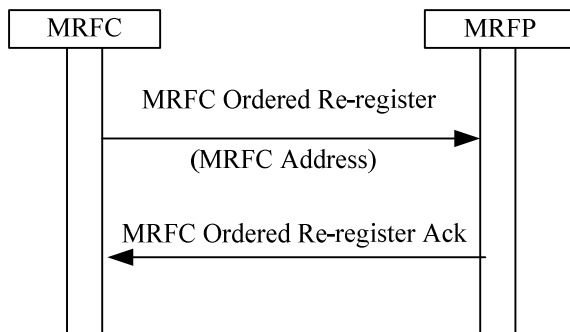 MRFC
MRFP
MRFC Ordered Re-register
(MRFC Address)
MRFC Ordered Re-register Ack